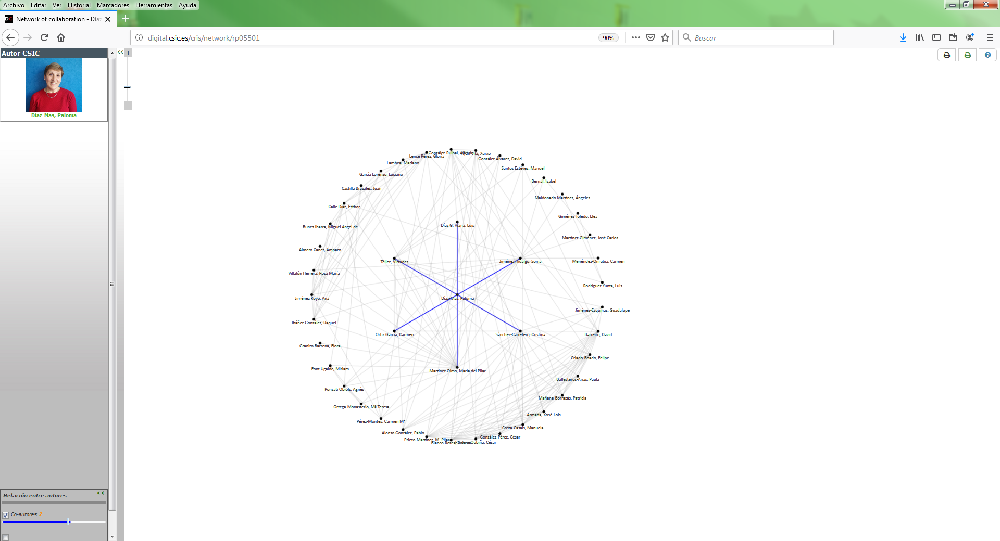 Archivo Editar Ver Historial Marcadores Herramientas Ayuda
Network of collaboration - Díaz
digital.csic.es/cris/network/rp05501
90%
Buscar
Autor CSIC
Díaz-Mas, Paloma
+
-
Lence Pérez, Gloria
González-Ruibal, Alfredo
Vila, Xurxo
González Álvarez, David
Lambea, Mariano
Santos Estévez, Manuel
García Lorenzo, Luciano
Bernal, Isabel
Castilla Brazales, Juan
Maldonado Martínez, Ángeles
Calle Díaz, Esther
Giménez Toledo, Elea
Díaz G. Viana, Luis
Bunes Ibarra, Miguel Angel de
Martínez Giménez, José Carlos
Almero Canet, Amparo
Téllez, Virtudes
Jiménez Hidalgo, Sonia
Menéndez-Onrubia, Carmen
Villalón Herrera, Rosa María
Rodríguez Yunta, Luis
Jiménez Royo, Ana
Díaz-Mas, Paloma
Jiménez-Esquinas, Guadalupe
Ibáñez González, Raquel
Ortiz García, Carmen
Sánchez-Carretero, Cristina
Barreiro, David
Granizo Barrena, Flora
Criado-Boado, Felipe
Font Ugalde, Miriam
Martínez Olmo, María del Pilar
Ballesteros-Arias, Paula
Ponsati Obiols, Agnès
Mañana-Borrazás, Patricia
Ortega-Monasterio, Mª Teresa
Armada, Xosé-Lois
Pérez-Montes, Carmen Mª
Costa-Casais, Manuela
Alonso González, Pablo
González-Pérez, César
Prieto-Martínez, M. Pilar
Blanco-Rotea, Rebeca
Oubiña, César
Relación entre autores
Co-autores 2